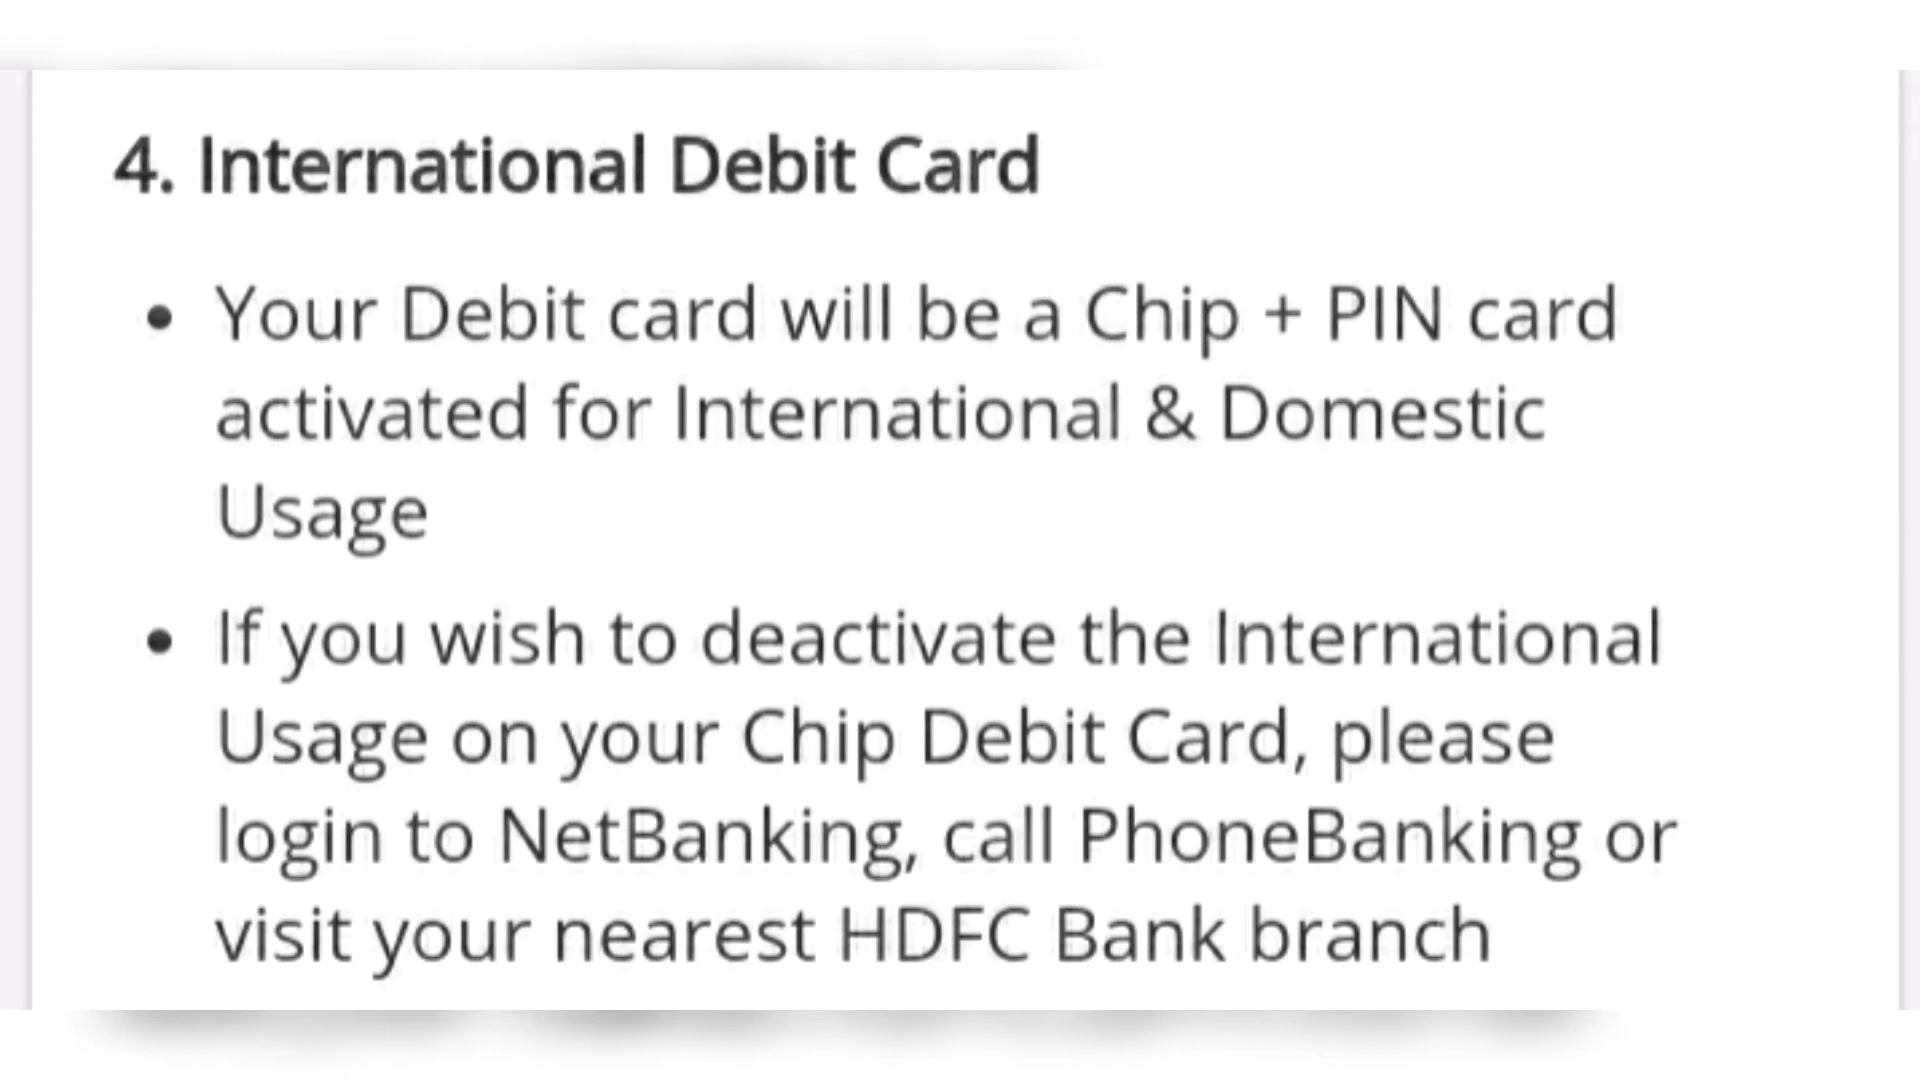 4. International Debit Card
• Your Debit card will be a Chip + PIN card
activated for International & Domestic
Usage
• If you wish to deactivate the International
Usage on your Chip Debit Card, please
login to NetBanking, call PhoneBanking or
visit your nearest HDFC Bank branch